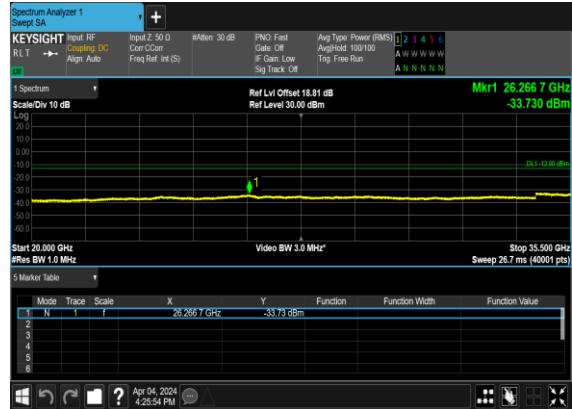 Spectrum Analyzer 1
Swept SA
+
KEYSIGHT Input: RF Input Z: 50 Ω #Atten: 30 dB PNO: Fast Avg Type: Power (RMS) 1 2 3 4 5 6
RLT Coupling: DC Corr CCorr Gate: Off Avg|Hold: 100/100 A W W W W W
Align: Auto Freq Ref: Int (S) IF Gain: Low Trig: Free Run
Sig Track: Off A N N N N N
1 Spectrum Ref Lvl Offset 18.81 dB Mkr1 26.266 7 GHz
Scale/Div 10 dB Ref Level 30.00 dBm -33.730 dBm
Log
20.0
10.0
0.00
-10.0 DL1 -13.00 dBm
-20.0
-30.0 1
-40.0
-50.0
-60.0
Start 20.000 GHz Video BW 3.0 MHz* Stop 35.500 GHz
#Res BW 1.0 MHz Sweep 26.7 ms (40001 pts)
5 Marker Table
Mode Trace Scale X Y Function Function Width Function Value
1 N 1 f 26.266 7 GHz -33.73 dBm
2
3
4
5
6
? Apr 04, 2024
4:25:54 PM